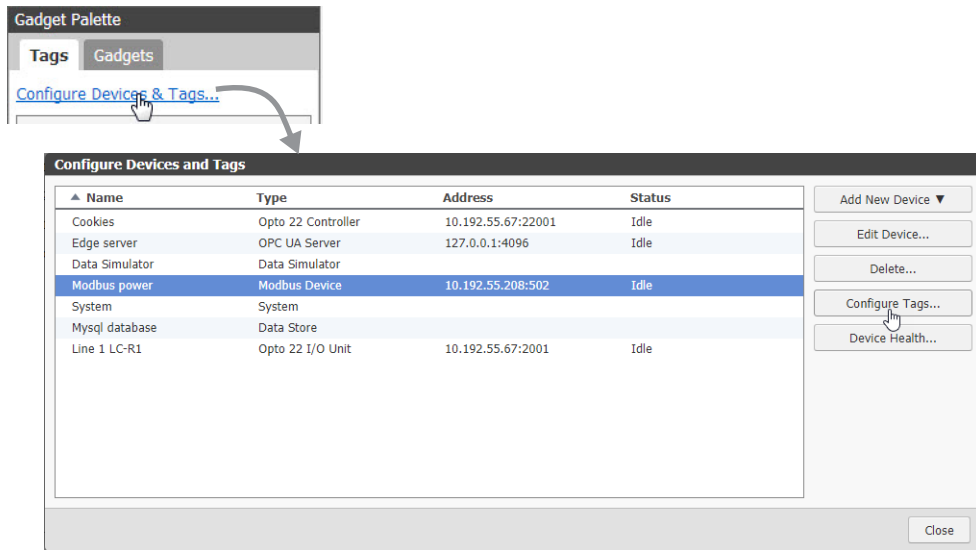 Gadget Palette
Tags Gadgets
Configure Devices & Tags...
Configure Devices and Tags
▲ Name Type Address Status
Cookies Opto 22 Controller 10.192.55.67:22001 Idle
Edge server OPC UA Server 127.0.0.1:4096 Idle
Data Simulator Data Simulator
Modbus power Modbus Device 10.192.55.208:502 Idle
System System
Mysql database Data Store
Line 1 LC-R1 Opto 22 I/O Unit 10.192.55.67:2001 Idle
Add New Device ▼
Edit Device...
Delete...
Configure Tags...
Device Health...
Close